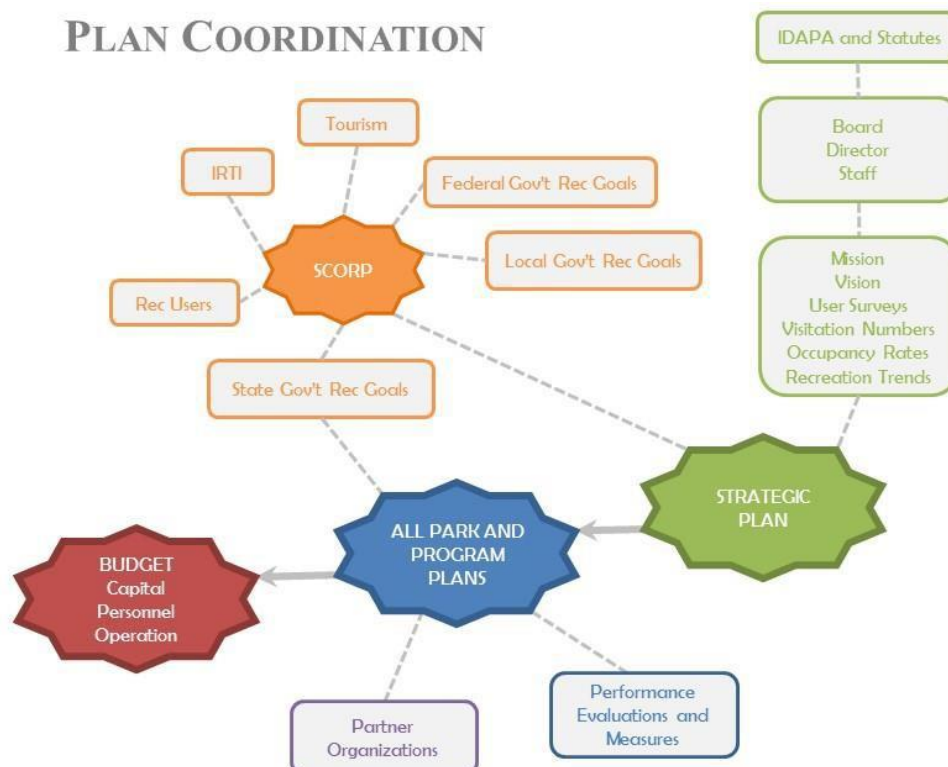 PLAN COORDINATION
IDAPA and Statutes
Board
Director
Staff
Mission
Vision
User Surveys
Visitation Numbers
Occupancy Rates
Recreation Trends
Tourism
IRTI
Federal Gov't Rec Goals
SCORP
Local Gov't Rec Goals
Rec Users
State Gov't Rec Goals
STRATEGIC
PLAN
ALL PARK AND
PROGRAM
PLANS
BUDGET
Capital
Personnel
Operation
Partner
Organizations
Performance
Evaluations and
Measures